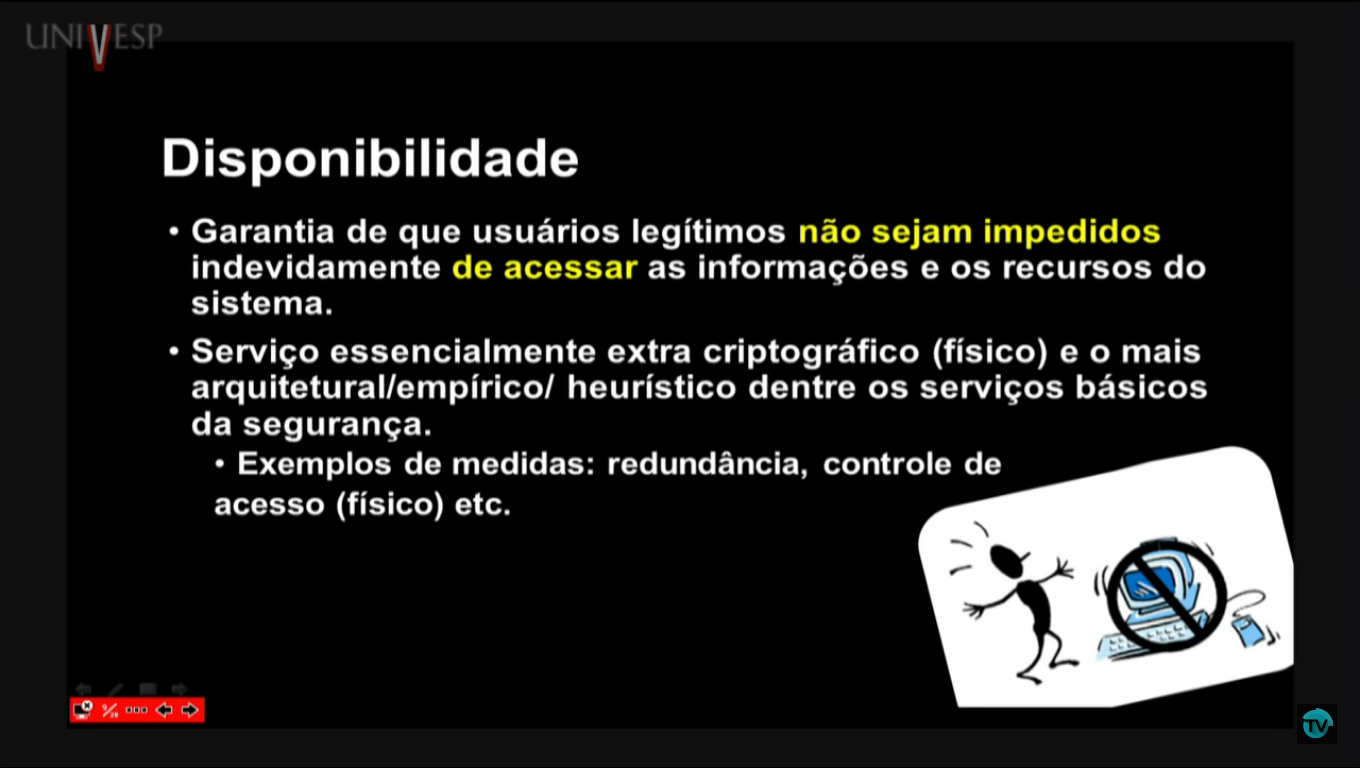 UNIVESP
Disponibilidade
• Garantia de que usuários legítimos não sejam impedidos
indevidamente de acessar as informações e os recursos do
sistema.
• Serviço essencialmente extra criptográfico (físico) e o mais
arquitetural/empírico/ heurístico dentre os serviços básicos
da segurança.
• Exemplos de medidas: redundância, controle de
acesso (físico) etc.
TV